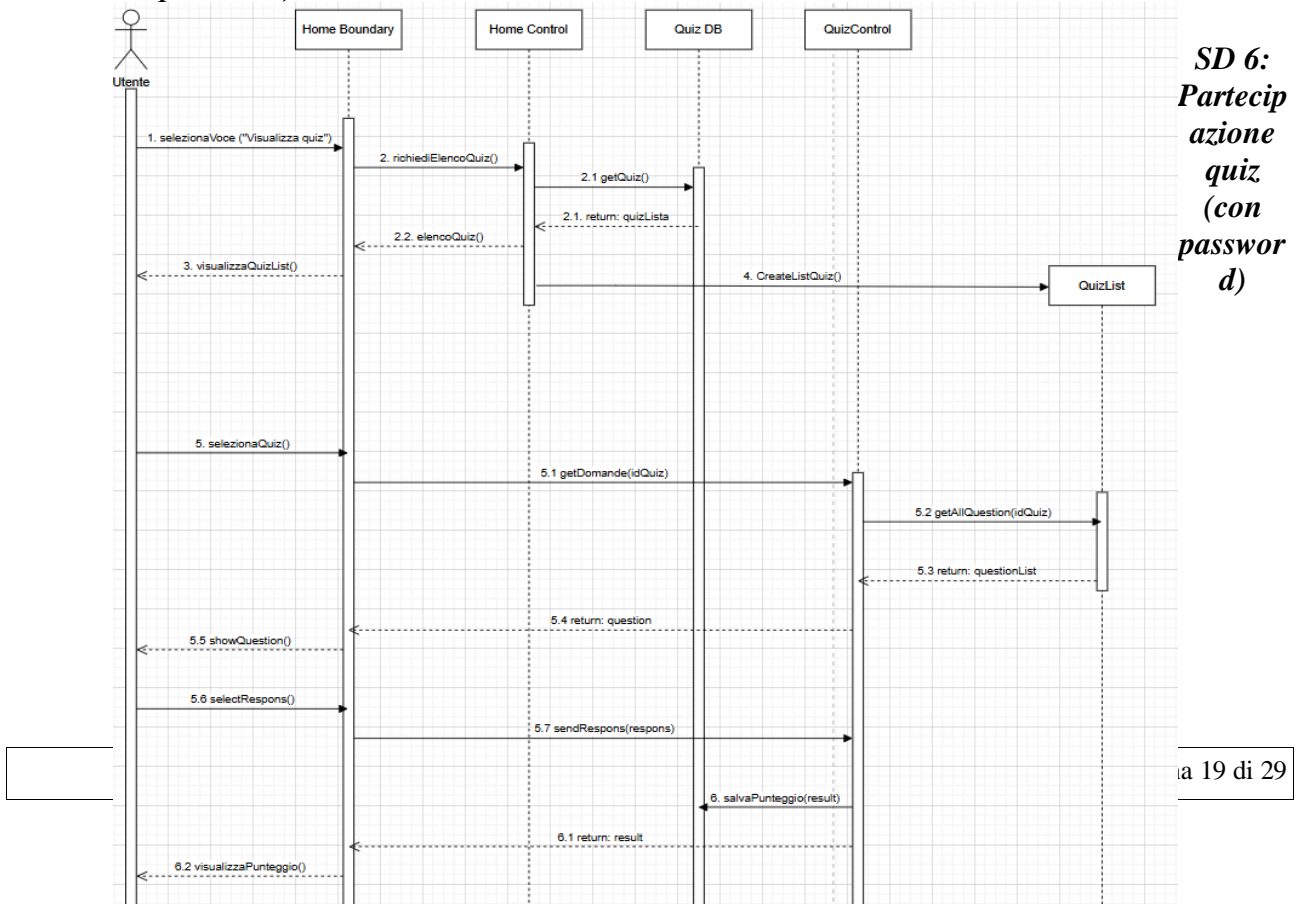 Home Boundary
Home Control
Quiz DB
QuizControl
Utente
SD 6:
Partecip
azione
quiz
(con
passwor
d)
1. selezionaVoce ("Visualizza quiz")
2. richiediElencoQuiz()
2.1 getQuiz()
2.1. return: quizLista
2.2. elencoQuiz()
3. visualizzaQuizList()
4. CreateListQuiz()
QuizList
5. selezionaQuiz()
5.1 getDomande(idQuiz)
5.2 getAllQuestion(idQuiz)
5.3 return: questionList
5.4 return: question
5.5 showQuestion()
5.6 selectRespons()
5.7 sendRespons(respons)
19 di 29
6. salvaPunteggio(result)
6.1 return: result
6.2 visualizzaPunteggio()